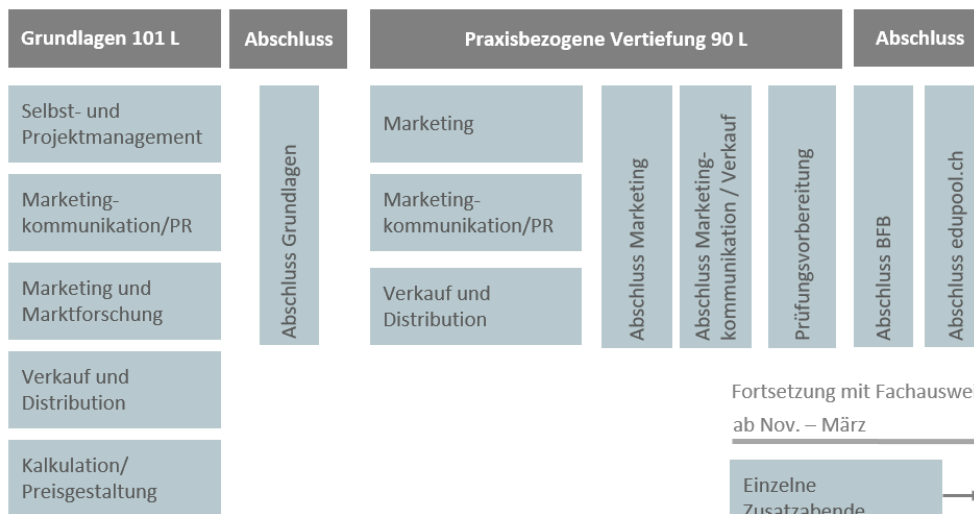 Grundlagen 101 L
Abschluss
Praxisbezogene Vertiefung 90 L
Abschluss
Selbst- und
Projektmanagement
Marketing-
kommunikation/PR
Marketing und
Marktforschung
Verkauf und
Distribution
Kalkulation/
Preisgestaltung
Abschluss Grundlagen
Marketing
Marketing-
kommunikation/PR
Verkauf und
Distribution
Abschluss Marketing
Abschluss Marketing-
kommunikation / Verkauf
Prüfungsvorbereitung
Abschluss BFB
Abschluss edupool.ch
Fortsetzung mit Fachauswei
ab Nov. – März
Einzelne
Zusatzabende